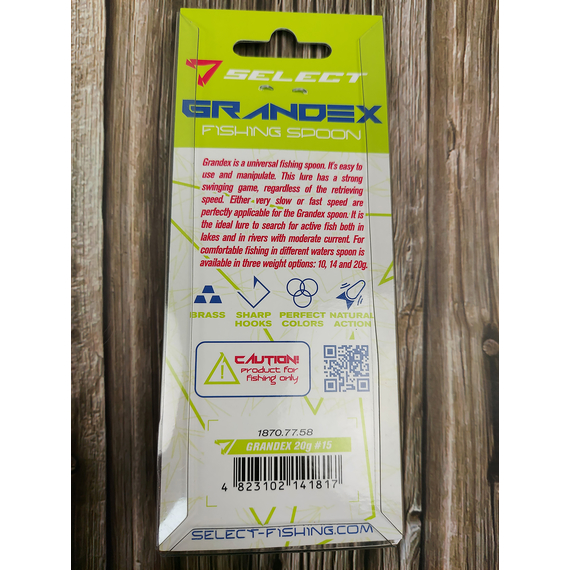 SELECT
GRANDEX
FISHING SPOON
Grandex is a universal fishing spoon. It's easy to
use and manipulate. This lure has a strong
swinging game, regardless of the retrieving
speed. Either very slow or fast speed are
perfectly applicable for the Grandex spoon. It is
the ideal lure to search for active fish both in
lakes and in rivers with moderate current. For
comfortable fishing in different waters spoon is
available in three weight options: 10, 14 and 20g.
BRASS
SHARP
HOOKS
PERFECT
COLORS
NATURAL
ACTION
CAUTION!
Product for
fishing only
1870.77.58
GRANDEX 20g #15
4 823102 141817
SELECT-FISHING.COM